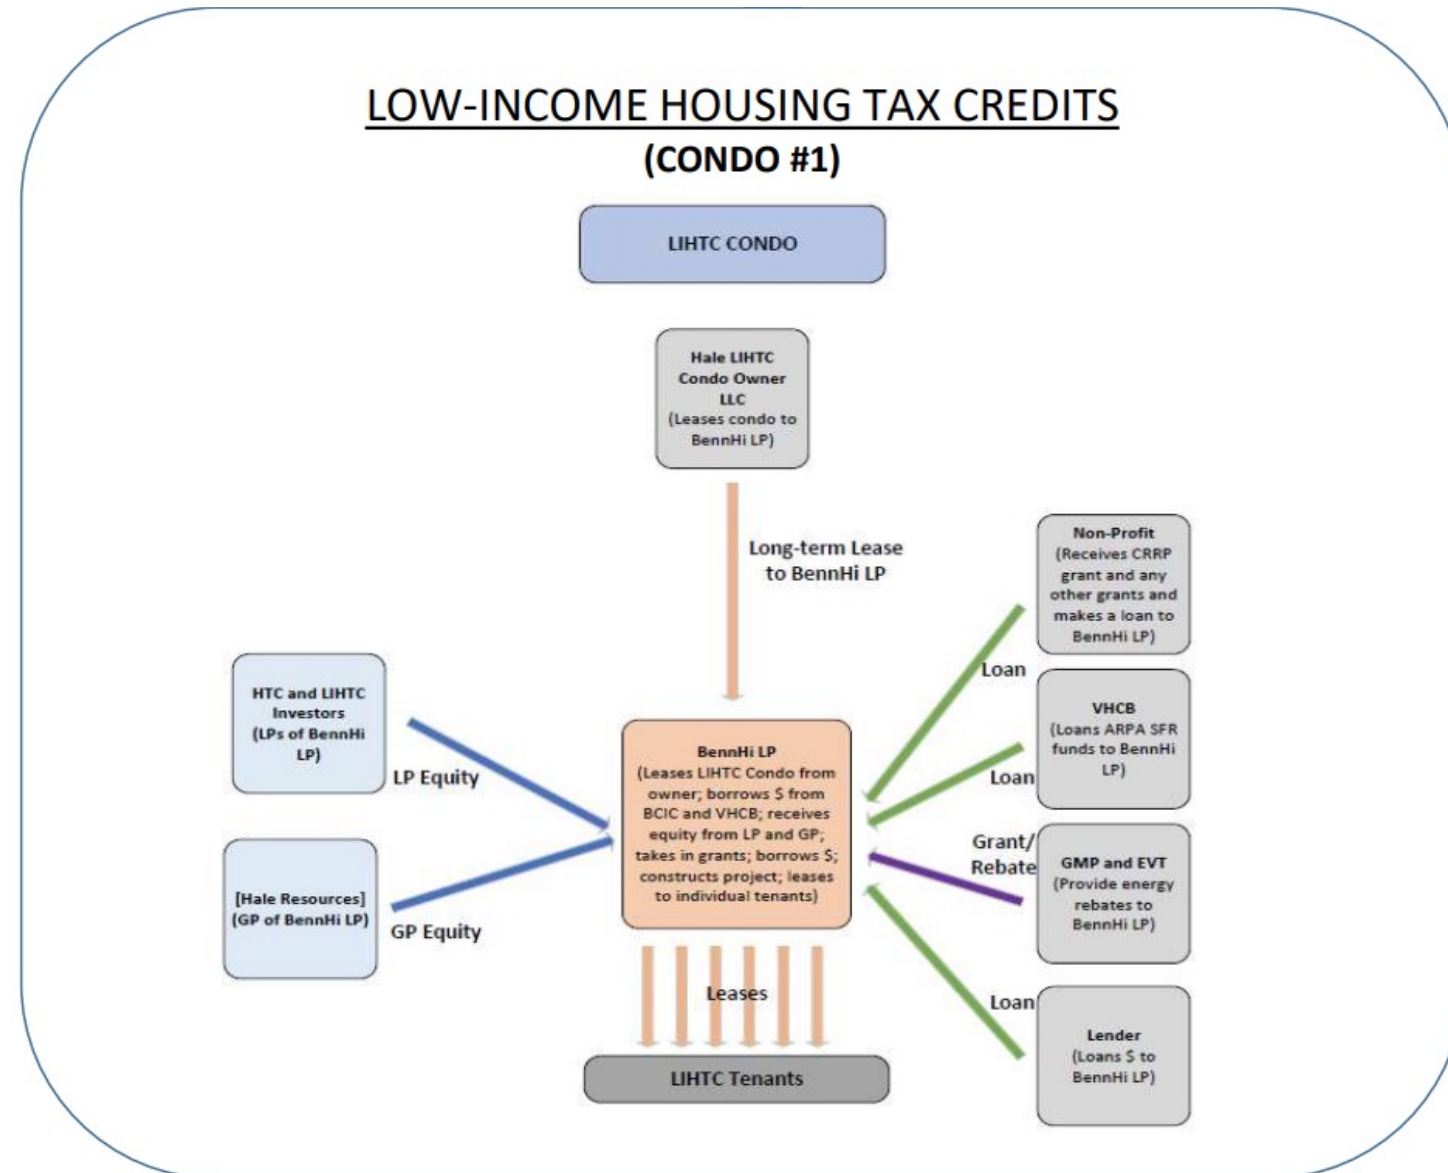 LOW-INCOME HOUSING TAX CREDITS
(CONDO #1)
LIHTC CONDO
Hale LIHTC
Condo Owner
LLC
(Leases condo to
BennHi LP)
Long-term Lease
to BennHi LP
Non-Profit
(Receives CRRP
grant and any
other grants and
makes a loan to
BennHi LP)
Loan
HTC and LIHTC
Investors
(LPs of BennHi
LP)
LP Equity
VHCB
(Loans ARPA SFR
funds to BennHi
LP)
Loan
BennHi LP
(Leases LIHTC Condo from
owner; borrows $ from
BCIC and VHCB; receives
equity from LP and GP;
takes in grants; borrows $;
constructs project; leases
to individual tenants)
Grant/
Rebate
GMP and EVT
(Provide energy
rebates to
BennHi LP)
[Hale Resources]
(GP of BennHi LP)
GP Equity
Leases
Loan
Lender
(Loans $ to
BennHi LP)
LIHTC Tenants